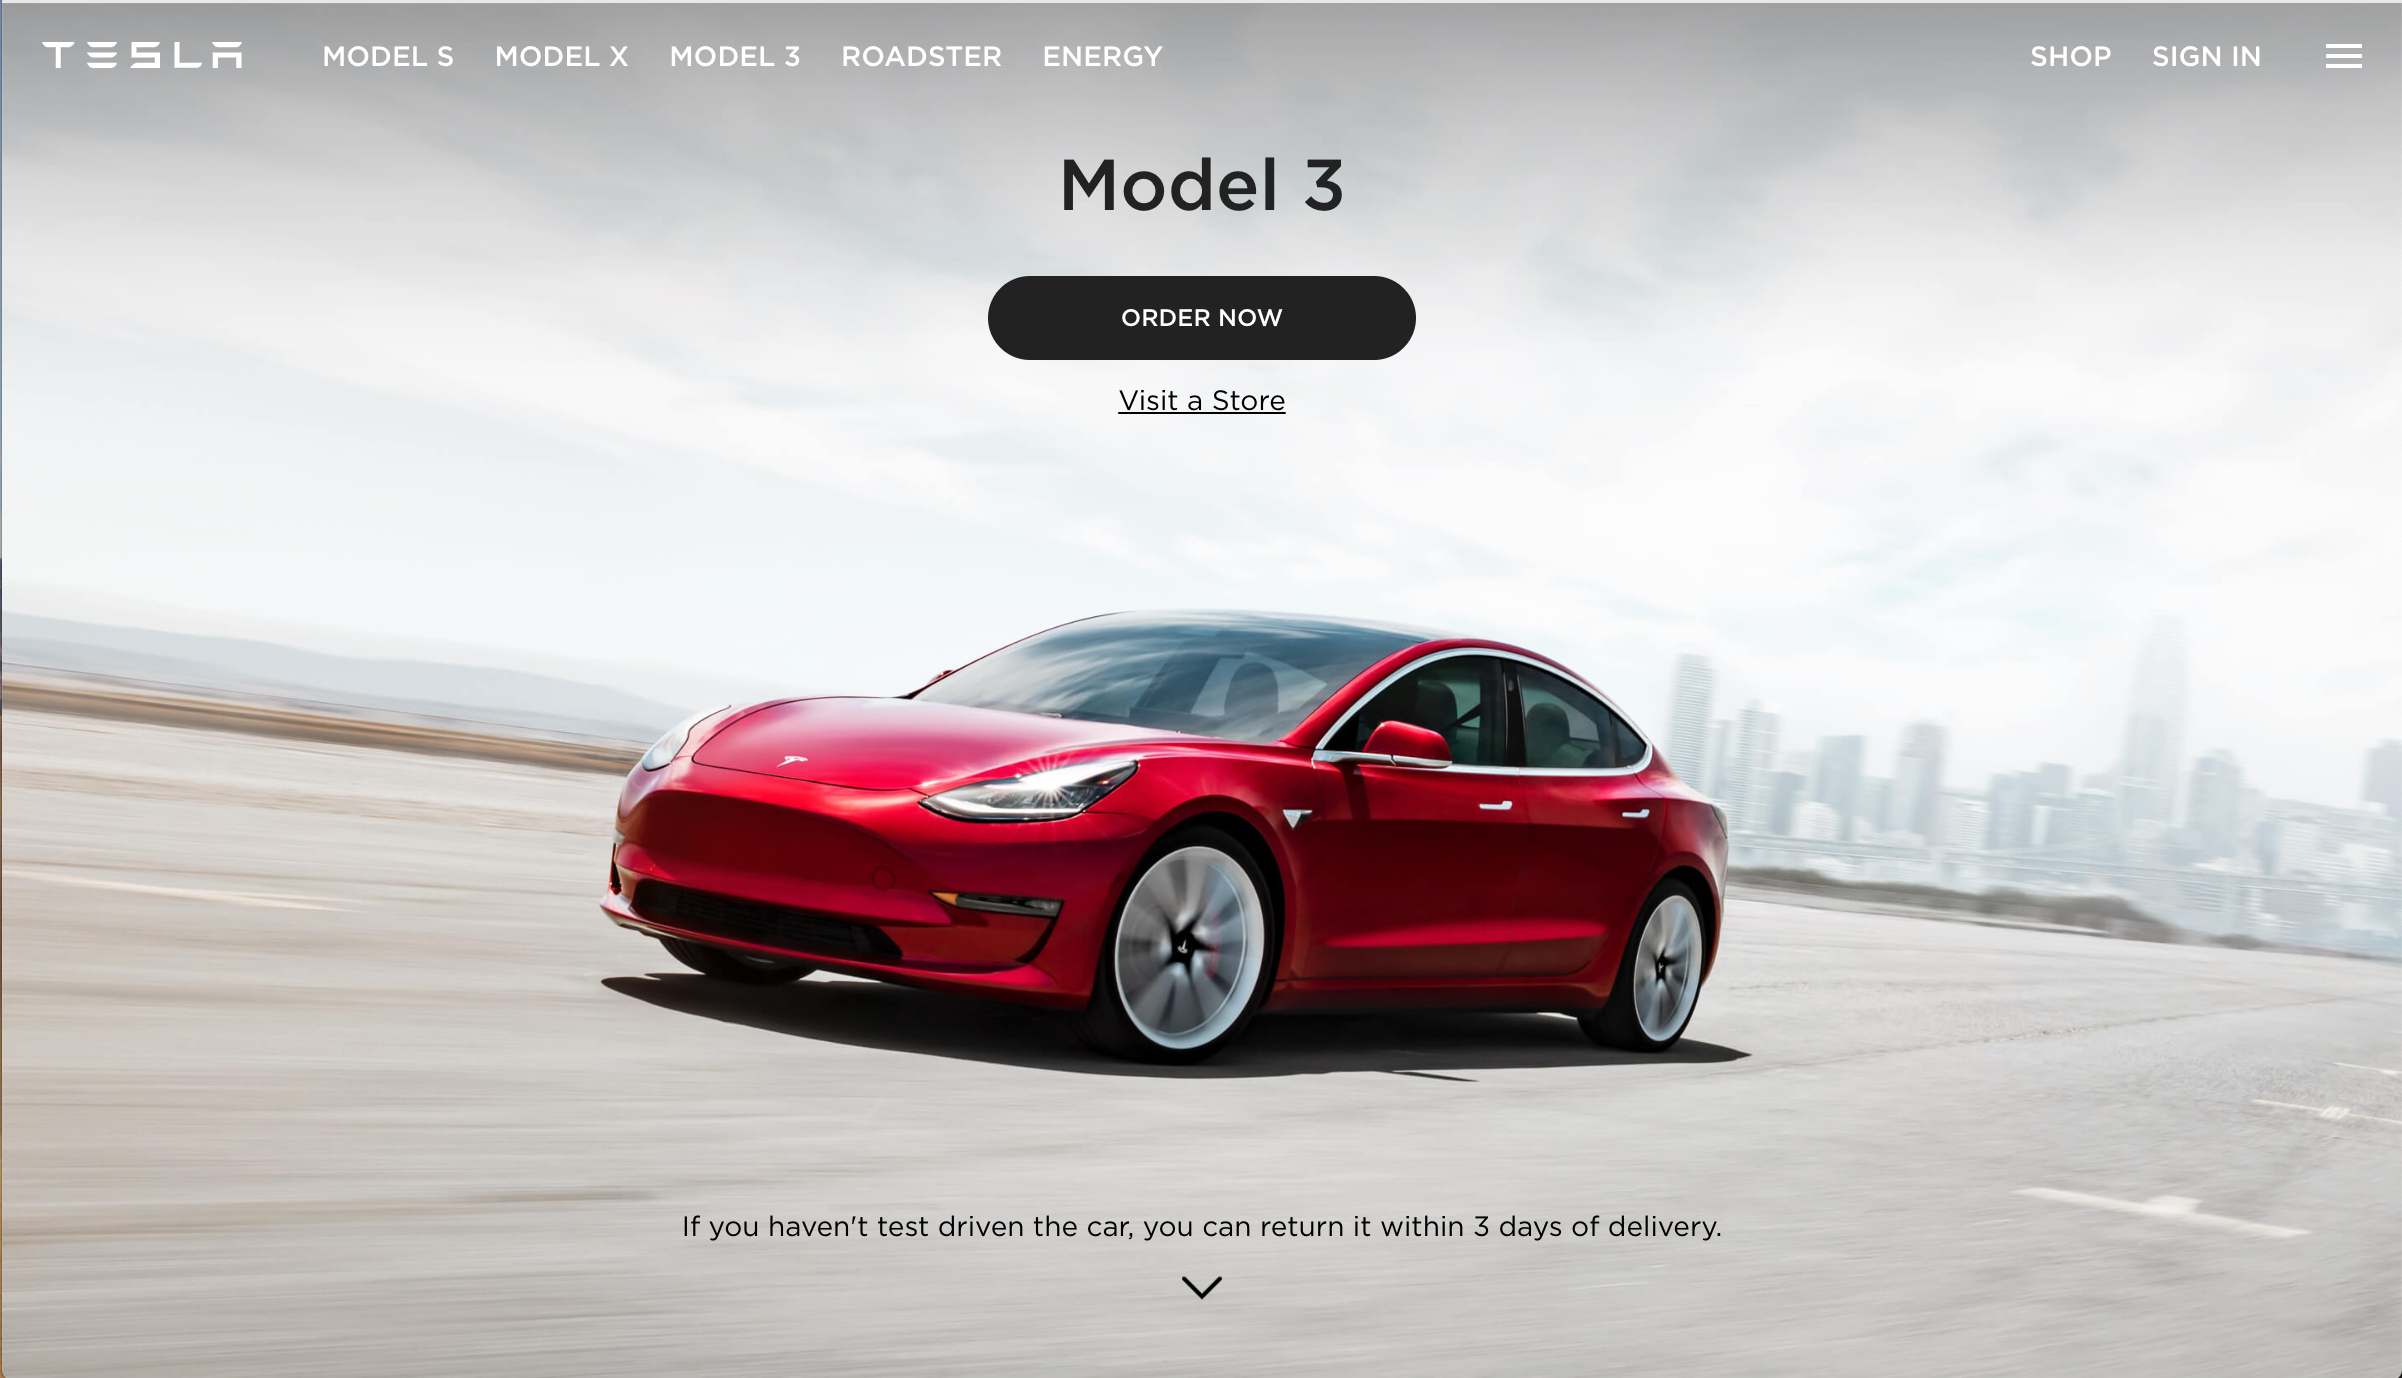 TESLA MODEL S MODEL X MODEL 3 ROADSTER ENERGY SHOP SIGN IN
Model 3
ORDER NOW
Visit a Store
If you haven't test driven the car, you can return it within 3 days of delivery.